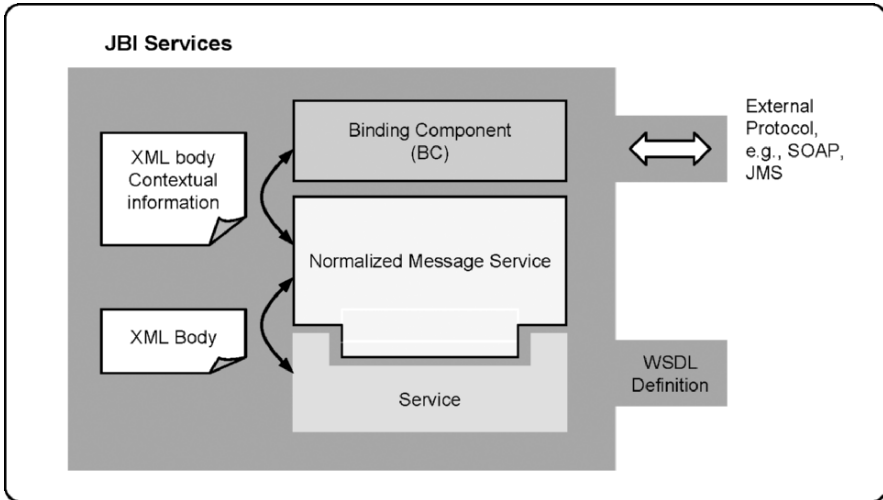 JBI Services
Binding Component
(BC)
External
Protocol,
e.g., SOAP,
JMS
XML body
Contextual
information
Normalized Message Service
XML Body
WSDL
Definition
Service